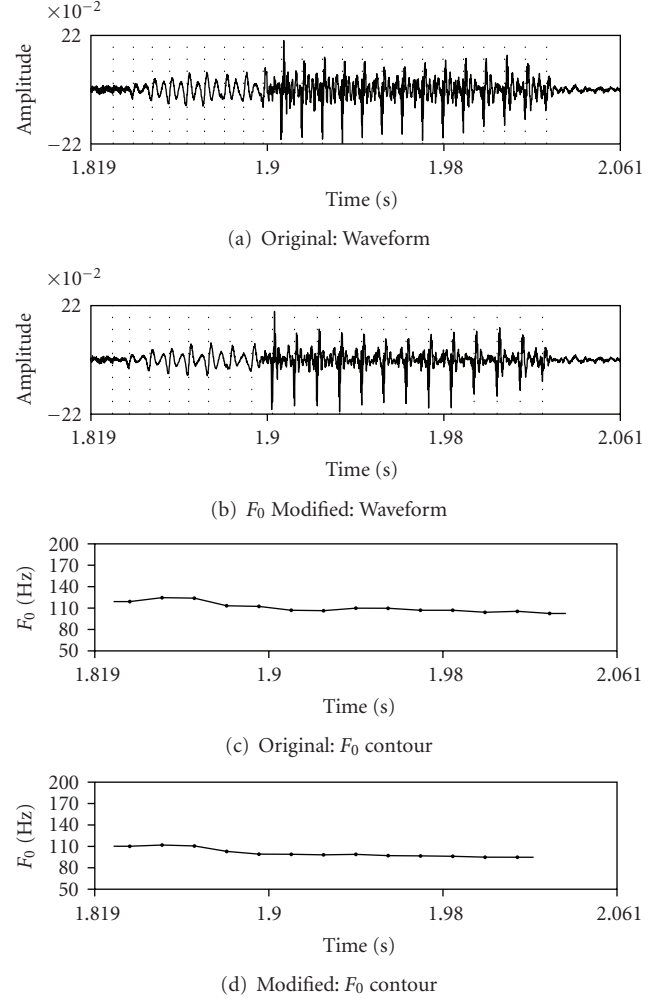 ×10⁻²
22
Amplitude
−22
1.819 1.9 1.98 2.061
Time (s)
(a) Original: Waveform
×10⁻²
22
Amplitude
−22
1.819 1.9 1.98 2.061
Time (s)
(b) F₀ Modified: Waveform
200
170
140
110
80
50
F₀ (Hz)
1.819 1.9 1.98 2.061
Time (s)
(c) Original: F₀ contour
200
170
140
110
80
50
F₀ (Hz)
1.819 1.9 1.98 2.061
Time (s)
(d) Modified: F₀ contour